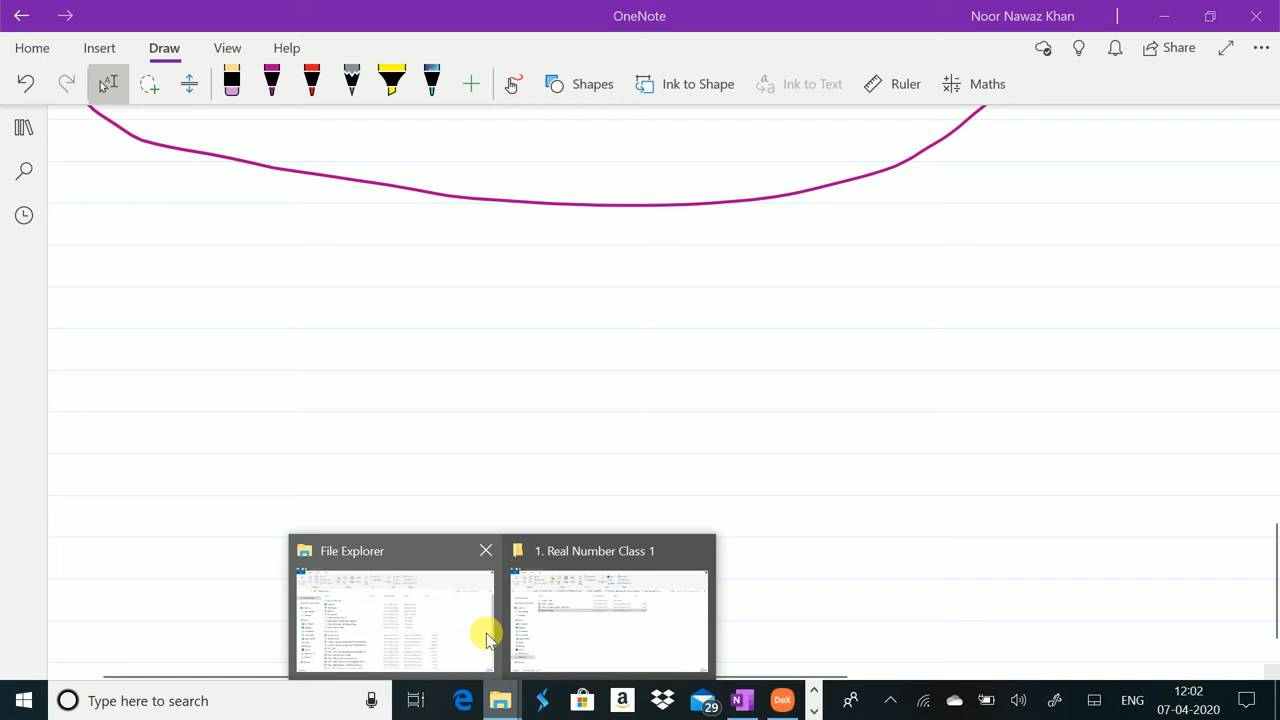 OneNote
Noor Nawaz Khan
Home Insert Draw View Help
Share
Shapes
Ink to Shape
Ink to Text
Ruler
Maths
File Explorer
1. Real Number Class 1
Type here to search
29
DeX
ENG
12:02
07-04-2020